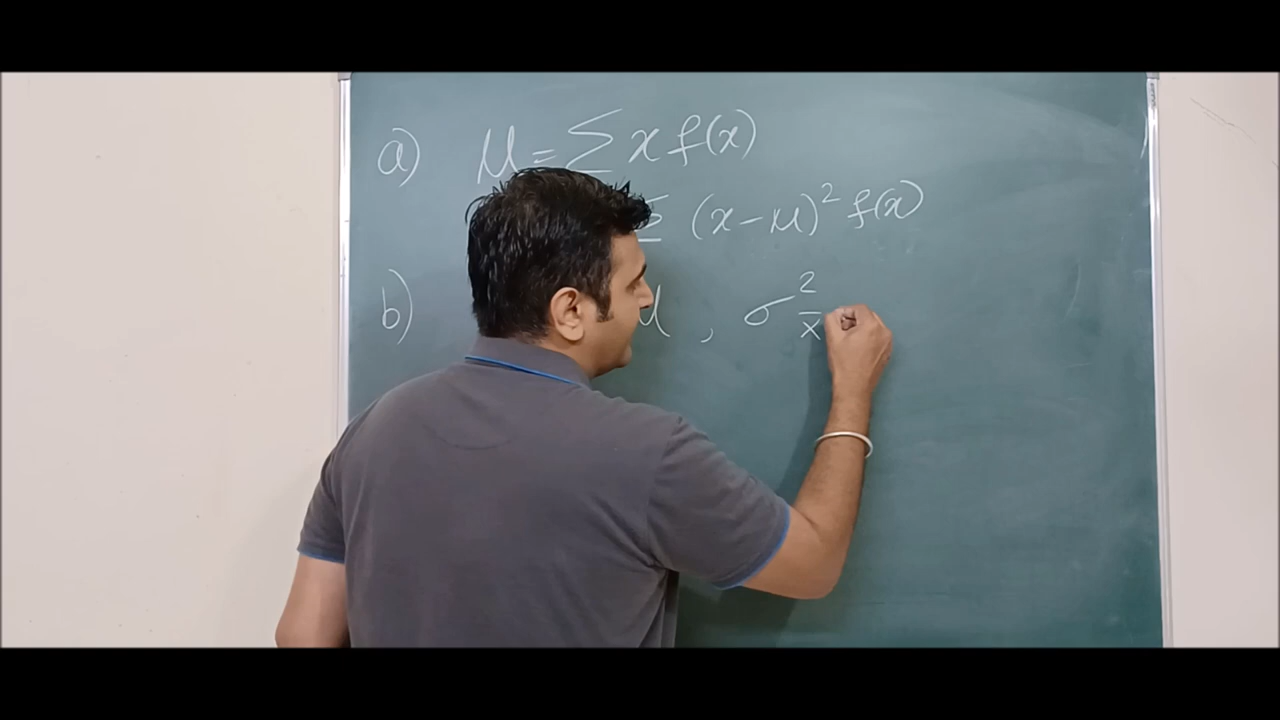 a) μ = Σ x f(x)
Σ (x-μ)² f(x)
b) μ , σ²x̄